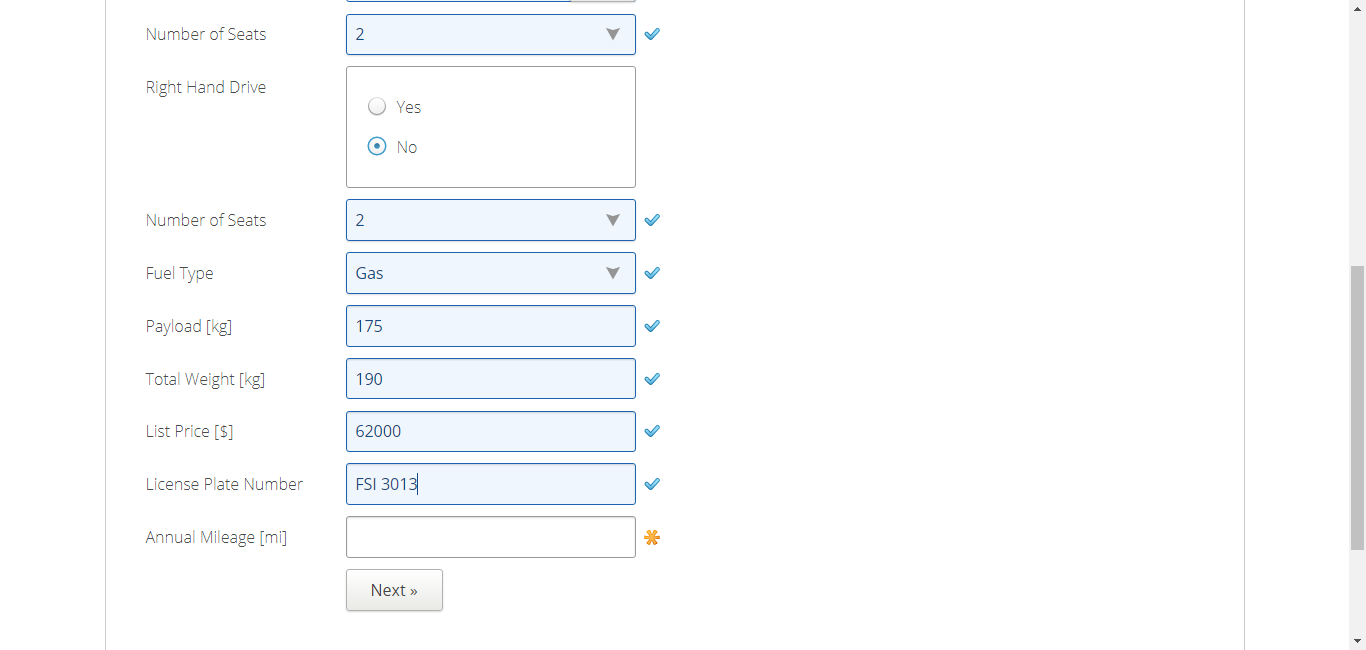 Number of Seats 2
Right Hand Drive
Yes
No
Number of Seats 2
Fuel Type Gas
Payload [kg] 175
Total Weight [kg] 190
List Price [$] 62000
License Plate Number FSI 3013
Annual Mileage [mi]
Next »